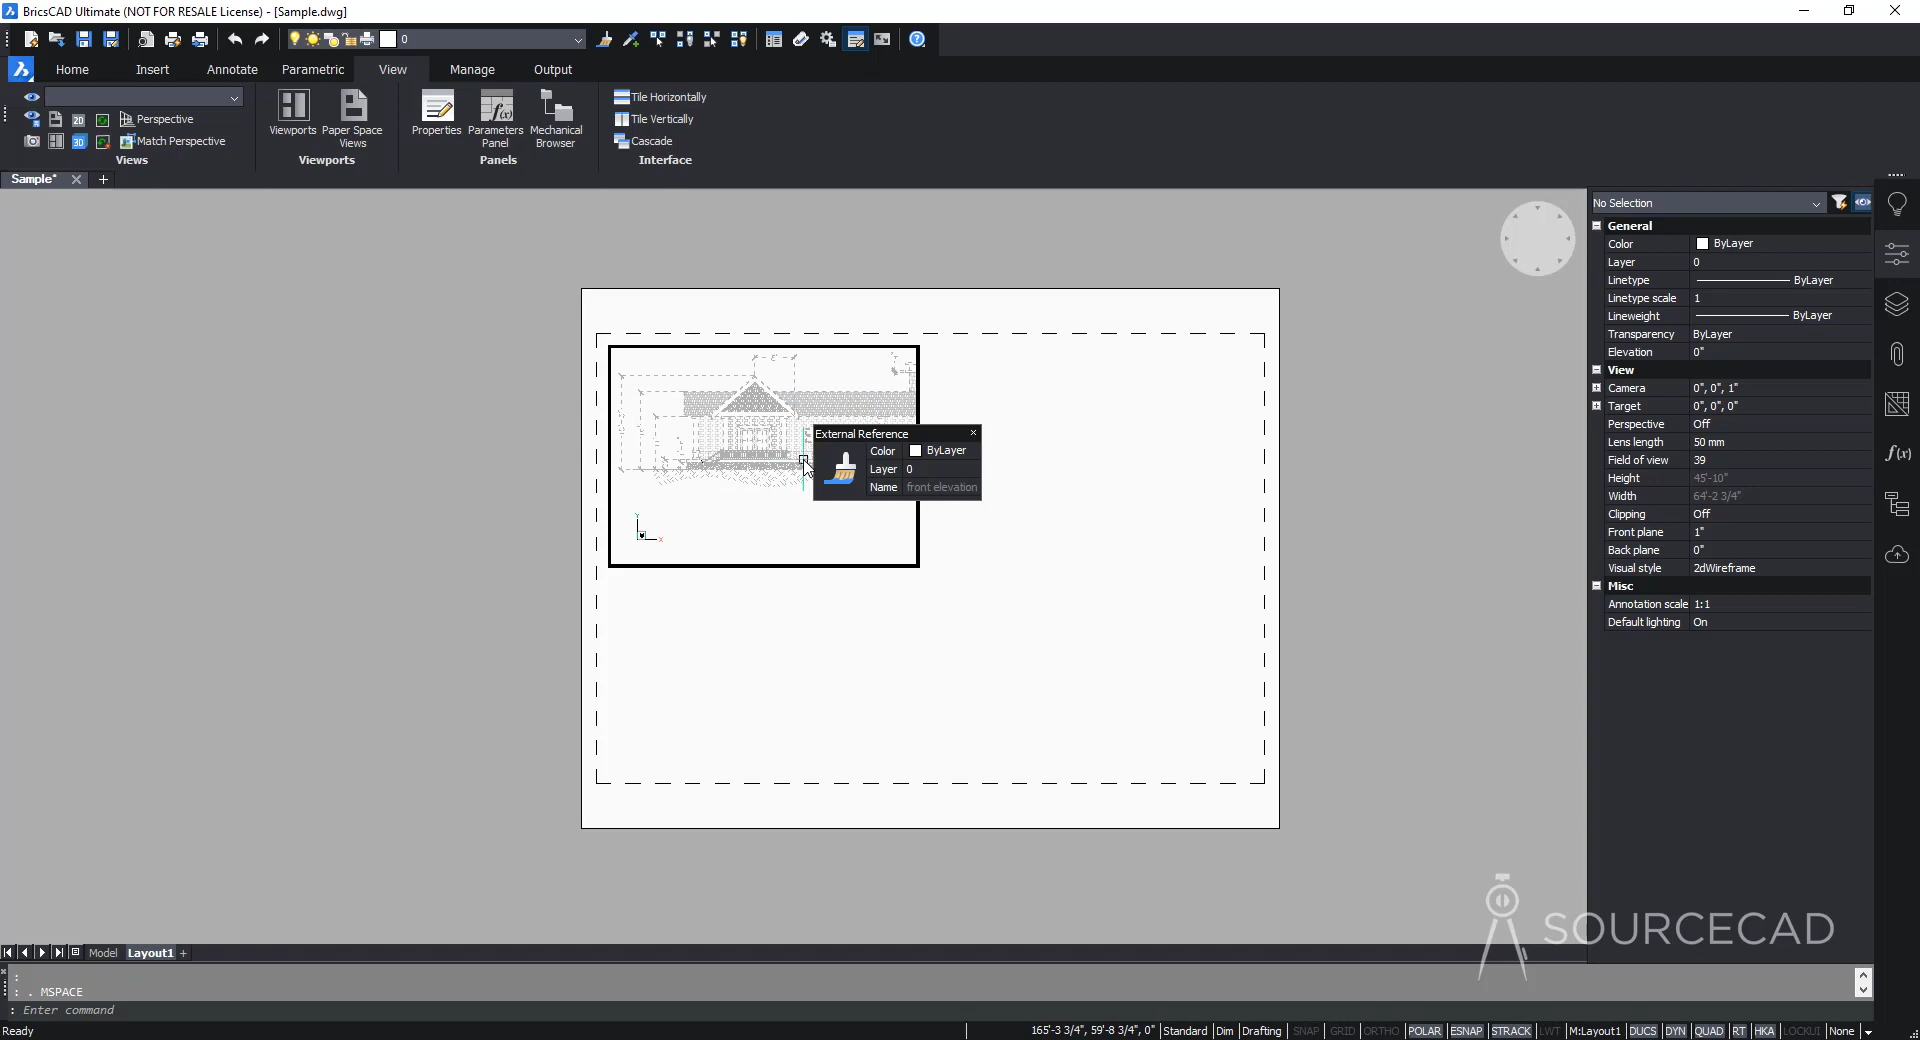 BricsCAD Ultimate (NOT FOR RESALE License) - [Sample.dwg]
0
Home Insert Annotate Parametric View Manage Output
Perspective
2D
3D
Match Perspective
Views
Viewports
Paper Space
Views
Viewports
Properties
Parameters
Panel
Mechanical
Browser
Panels
Tile Horizontally
Tile Vertically
Cascade
Interface
Sample*
No Selection
General
Color ByLayer
Layer 0
Linetype ByLayer
Linetype scale 1
Lineweight ByLayer
Transparency ByLayer
Elevation 0"
View
Camera 0", 0", 1"
Target 0", 0", 0"
Perspective Off
Lens length 50 mm
Field of view 39
Height 45'-10"
Width 64'-2 3/4"
Clipping Off
Front plane 1"
Back plane 0"
Visual style 2dWireframe
Misc
Annotation scale 1:1
Default lighting On
f(x)
External Reference
Color ByLayer
Layer 0
Name front elevation
Y
X
SOURCECAD
Model Layout1 +
:
: . MSPACE
: Enter command
Ready
165'-3 3/4", 59'-8 3/4", 0" Standard Dim Drafting SNAP GRID ORTHO POLAR ESNAP STRACK LWT M:Layout1 DUCS DYN QUAD RT HKA LOCKUI None